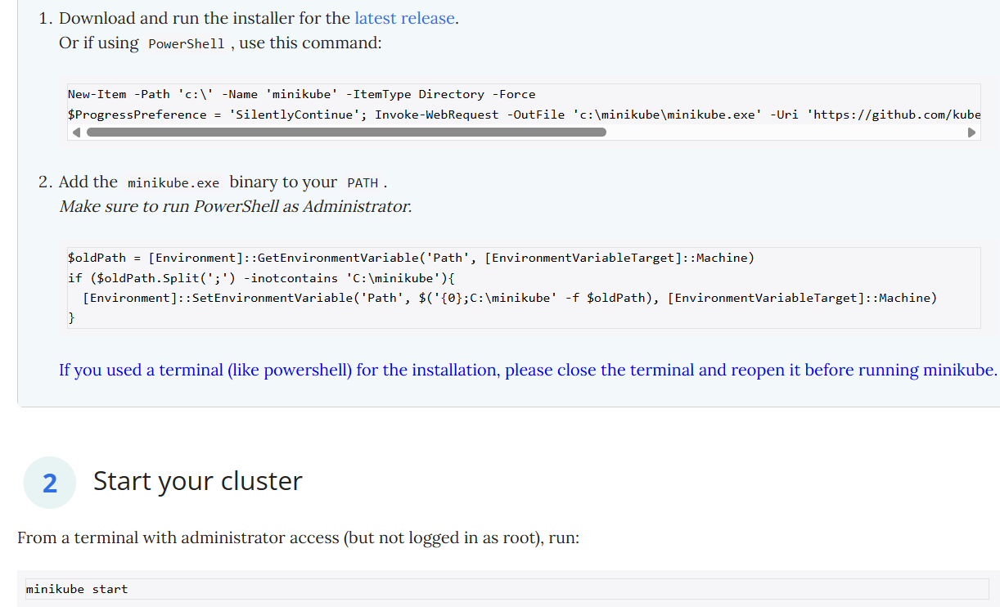 1. Download and run the installer for the latest release.
Or if using PowerShell , use this command:
New-Item -Path 'c:\' -Name 'minikube' -ItemType Directory -Force
$ProgressPreference = 'SilentlyContinue'; Invoke-WebRequest -OutFile 'c:\minikube\minikube.exe' -Uri 'https://github.com/kube
2. Add the minikube.exe binary to your PATH .
Make sure to run PowerShell as Administrator.
$oldPath = [Environment]::GetEnvironmentVariable('Path', [EnvironmentVariableTarget]::Machine)
if ($oldPath.Split(';') -inotcontains 'C:\minikube'){
  [Environment]::SetEnvironmentVariable('Path', $('{0};C:\minikube' -f $oldPath), [EnvironmentVariableTarget]::Machine)
}
If you used a terminal (like powershell) for the installation, please close the terminal and reopen it before running minikube.
2 Start your cluster
From a terminal with administrator access (but not logged in as root), run:
minikube start